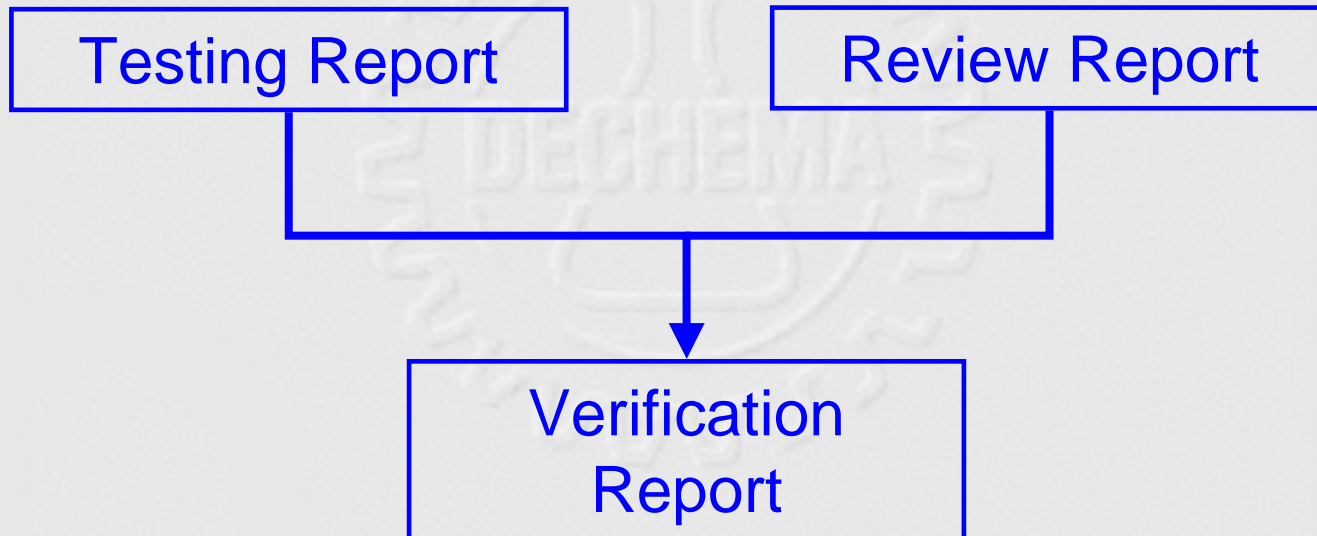 Testing Report
Review Report
DECHEMA
Verification
Report